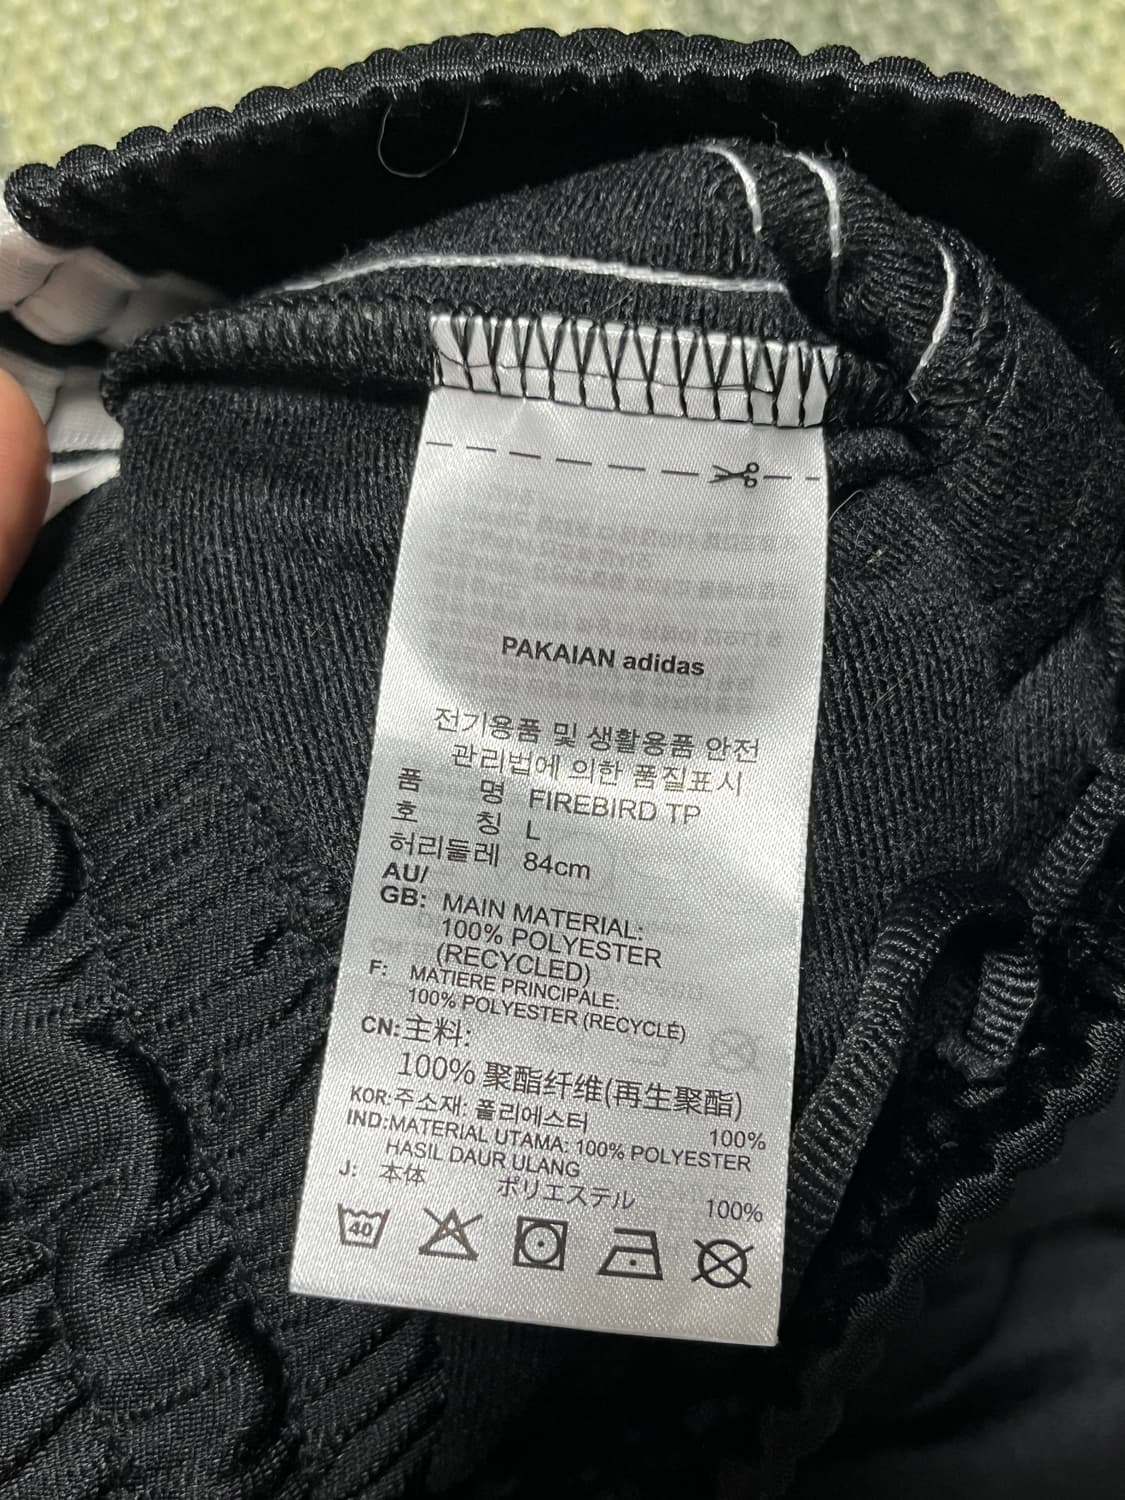 PAKAIAN adidas
전기용품 및 생활용품 안전
관리법에 의한 품질표시
품 명 FIREBIRD TP
호 칭 L
허리둘레 84cm
AU/
GB: MAIN MATERIAL:
100% POLYESTER
(RECYCLED)
F: MATIERE PRINCIPALE:
100% POLYESTER (RECYCLÉ)
CN: 主料:
100% 聚酯纤维(再生聚酯)
KOR: 주소재: 폴리에스터 100%
IND: MATERIAL UTAMA: 100% POLYESTER
HASIL DAUR ULANG
J: 本体 ポリエステル 100%
40